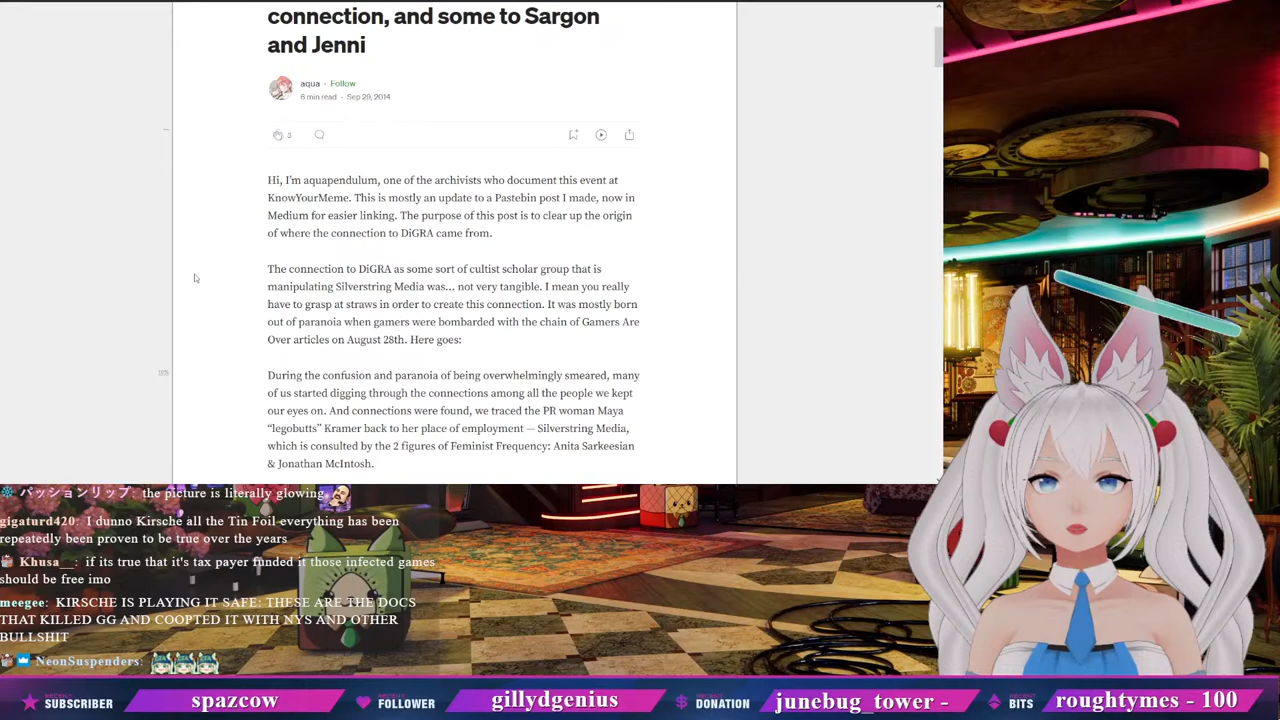 connection, and some to Sargon
and Jenni
aqua · Follow
6 min read · Sep 29, 2014
3
Hi, I'm aquapendulum, one of the archivists who document this event at
KnowYourMeme. This is mostly an update to a Pastebin post I made, now in
Medium for easier linking. The purpose of this post is to clear up the origin
of where the connection to DiGRA came from.
The connection to DiGRA as some sort of cultist scholar group that is
manipulating Silverstring Media was… not very tangible. I mean you really
have to grasp at straws in order to create this connection. It was mostly born
out of paranoia when gamers were bombarded with the chain of Gamers Are
Over articles on August 28th. Here goes:
During the confusion and paranoia of being overwhelmingly smeared, many
of us started digging through the connections among all the people we kept
our eyes on. And connections were found, we traced the PR woman Maya
“legobutts” Kramer back to her place of employment — Silverstring Media,
which is consulted by the 2 figures of Feminist Frequency: Anita Sarkeesian
& Jonathan McIntosh.
パッションリップ: the picture is literally glowing
gigaturd420: I dunno Kirsche all the Tin Foil everything has been
repeatedly been proven to be true over the years
Khusa__: if its true that it's tax payer funded it those infected games
should be free imo
meegee: KIRSCHE IS PLAYING IT SAFE: THESE ARE THE DOCS
THAT KILLED GG AND COOPTED IT WITH NYS AND OTHER
BULLSHIT
NeonSuspenders:
RECENT SUBSCRIBER spazcow RECENT FOLLOWER gillydgenius RECENT DONATION junebug_tower - RECENT BITS roughtymes - 100